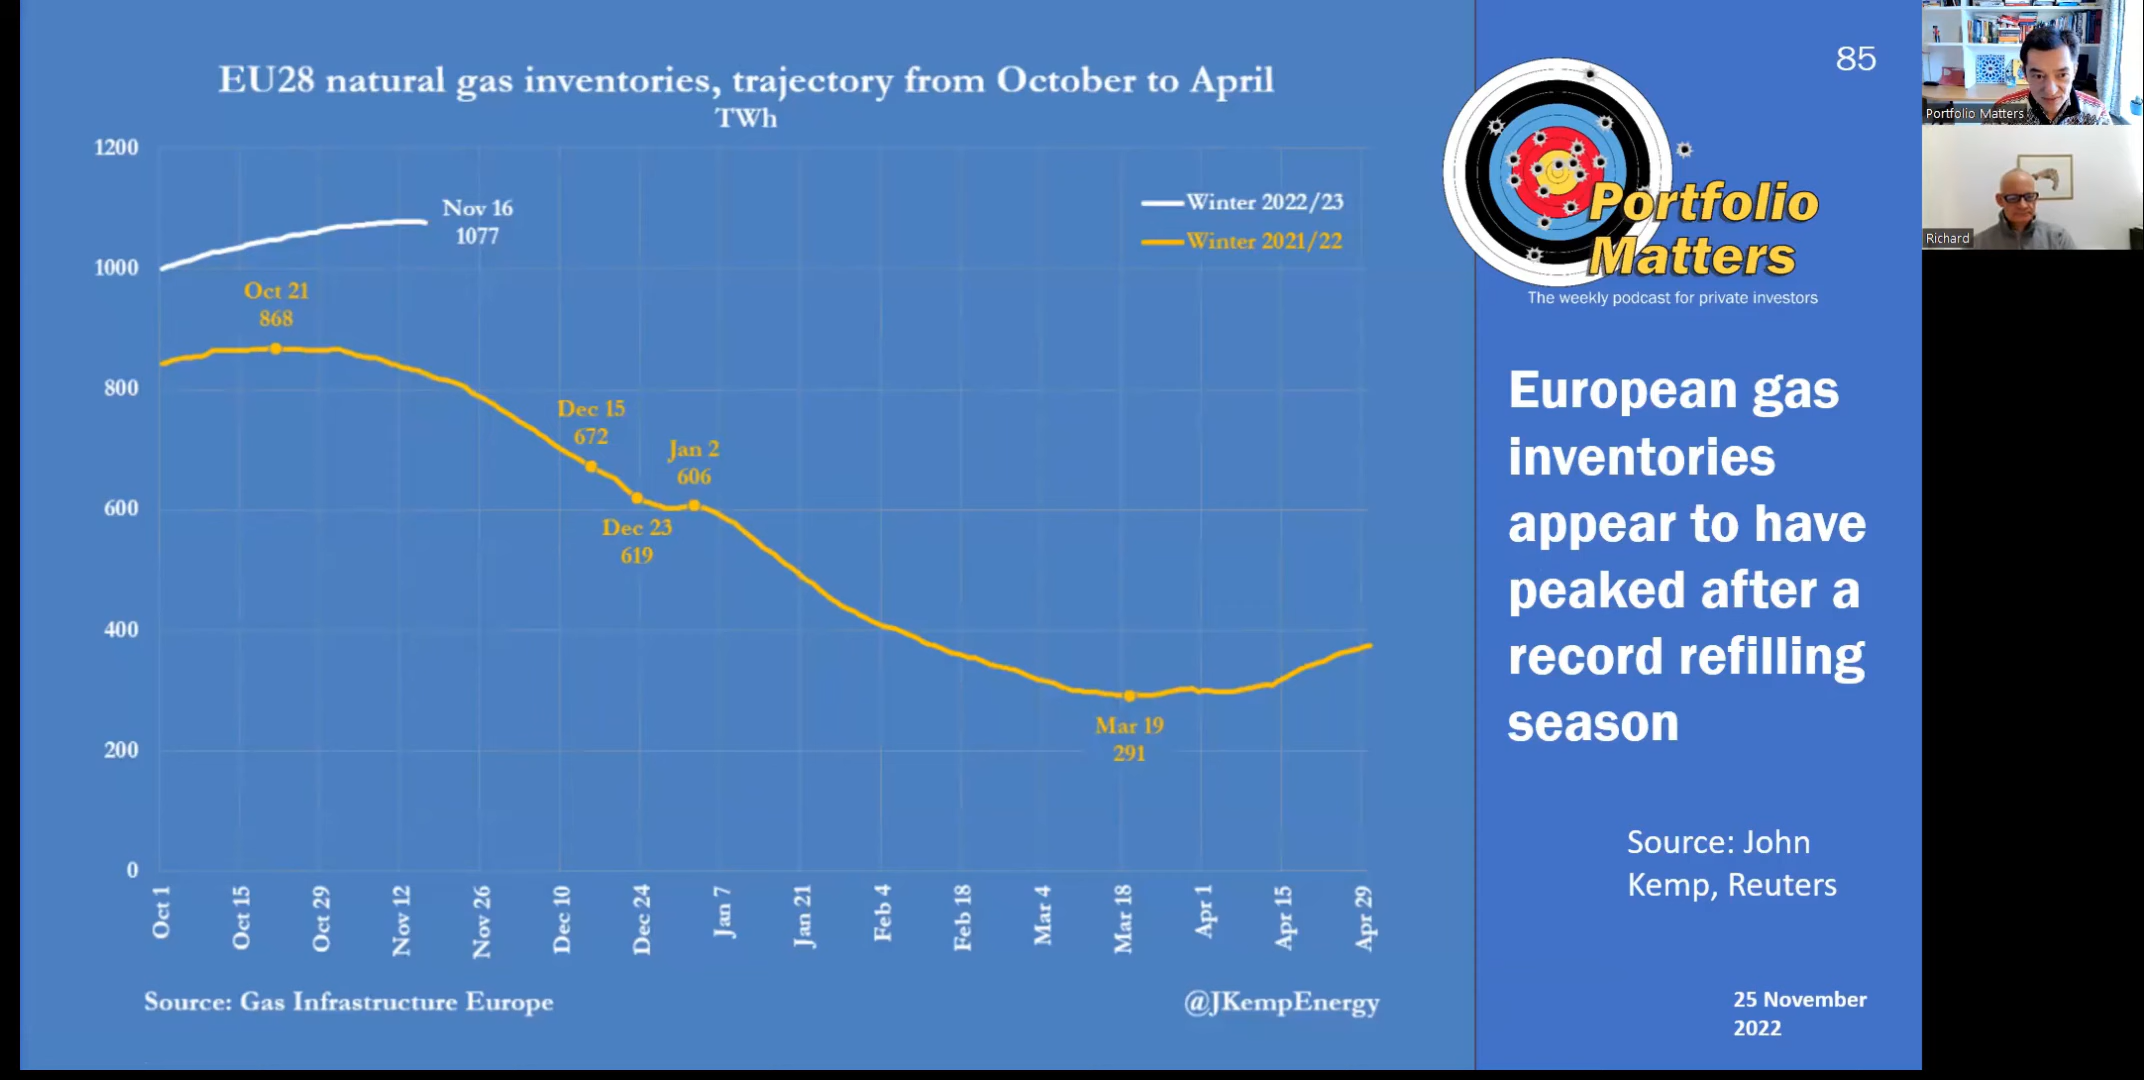 EU28 natural gas inventories, trajectory from October to April
TWh
1200
1000
800
600
400
200
0
Nov 16
1077
Winter 2022/23
Winter 2021/22
Oct 21
868
Dec 15
672
Jan 2
606
Dec 23
619
Mar 19
291
Oct 1
Oct 15
Oct 29
Nov 12
Nov 26
Dec 10
Dec 24
Jan 7
Jan 21
Feb 4
Feb 18
Mar 4
Mar 18
Apr 1
Apr 15
Apr 29
Source: Gas Infrastructure Europe
@JKempEnergy
85
Portfolio
Matters
The weekly podcast for private investors
European gas
inventories
appear to have
peaked after a
record refilling
season
Source: John
Kemp, Reuters
25 November
2022
Portfolio Matters
Richard